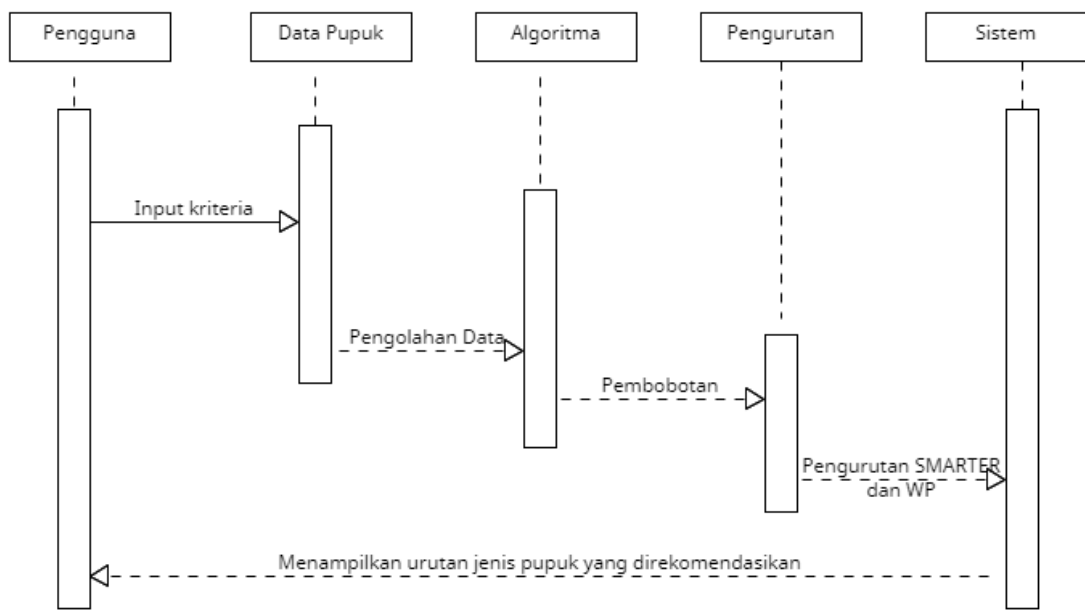 Pengguna
Data Pupuk
Algoritma
Pengurutan
Sistem
Input kriteria
Pengolahan Data
Pembobotan
Pengurutan SMARTER
dan WP
Menampilkan urutan jenis pupuk yang direkomendasikan